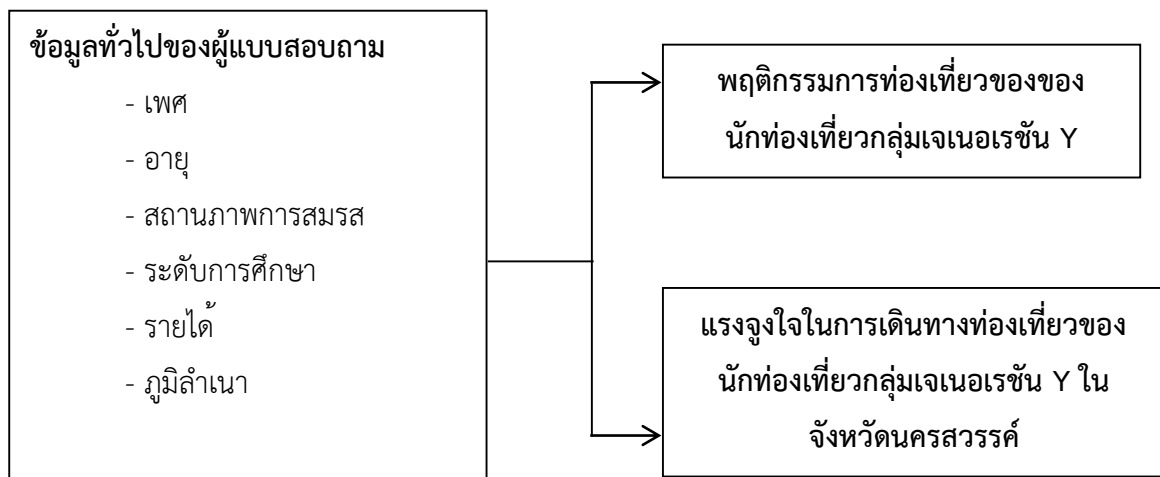 ข้อมูลทั่วไปของผู้แบบสอบถาม
- เพศ
- อายุ
- สถานภาพการสมรส
- ระดับการศึกษา
- รายได้
- ภูมิลำเนา
พฤติกรรมการท่องเที่ยวของของ
นักท่องเที่ยวกลุ่มเจเนอเรชัน Y
แรงจูงใจในการเดินทางท่องเที่ยวของ
นักท่องเที่ยวกลุ่มเจเนอเรชัน Y ใน
จังหวัดนครสวรรค์